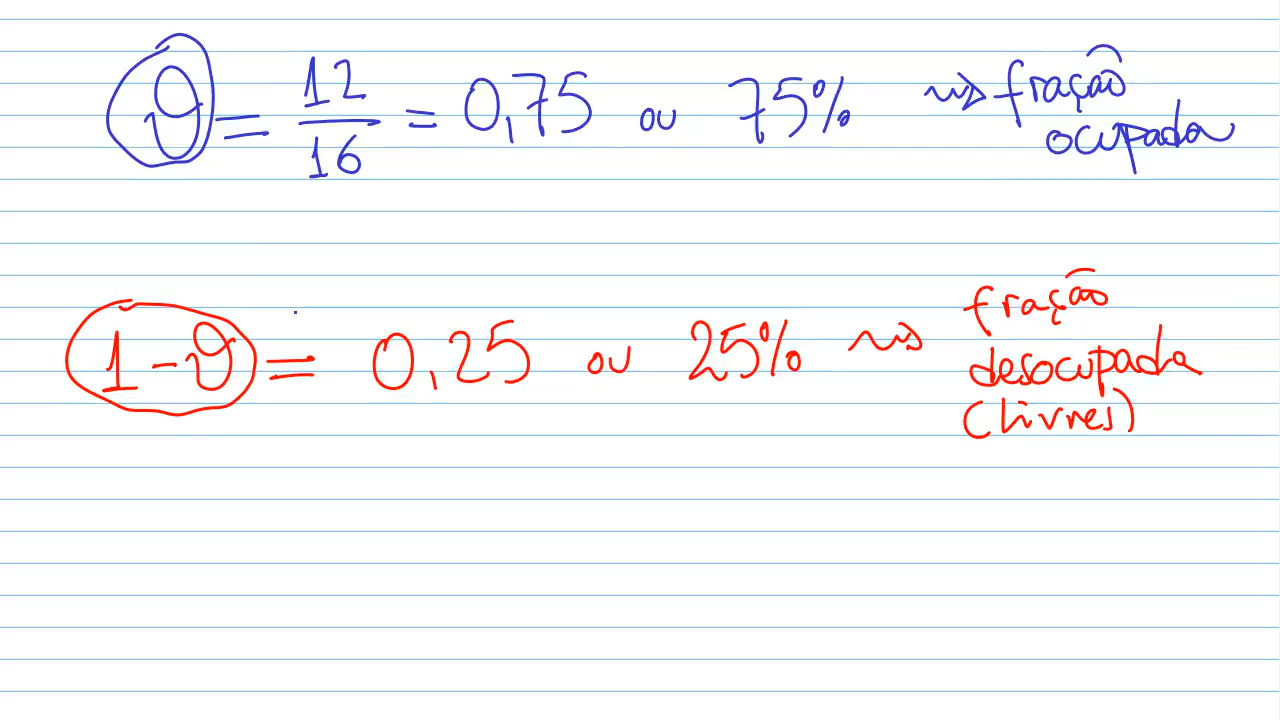 ϑ = 12/16 = 0,75 ou 75% ⇝ fração
ocupada
1 - ϑ = 0,25 ou 25% ⇝ fração
desocupada
(livres)